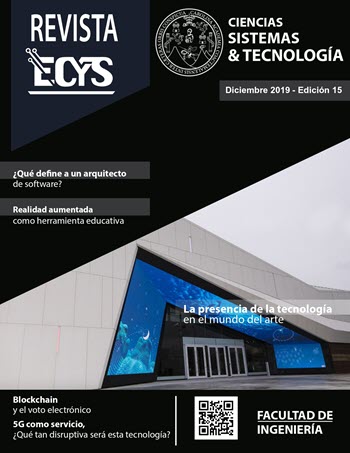 REVISTA
ECYS
CIENCIAS
SISTEMAS
& TECNOLOGÍA
Diciembre 2019 - Edición 15
¿Qué define a un arquitecto
de software?
Realidad aumentada
como herramienta educativa
La presencia de la tecnología
en el mundo del arte
Blockchain
y el voto electrónico
5G como servicio,
¿Qué tan disruptiva será esta tecnología?
FACULTAD DE
INGENIERÍA